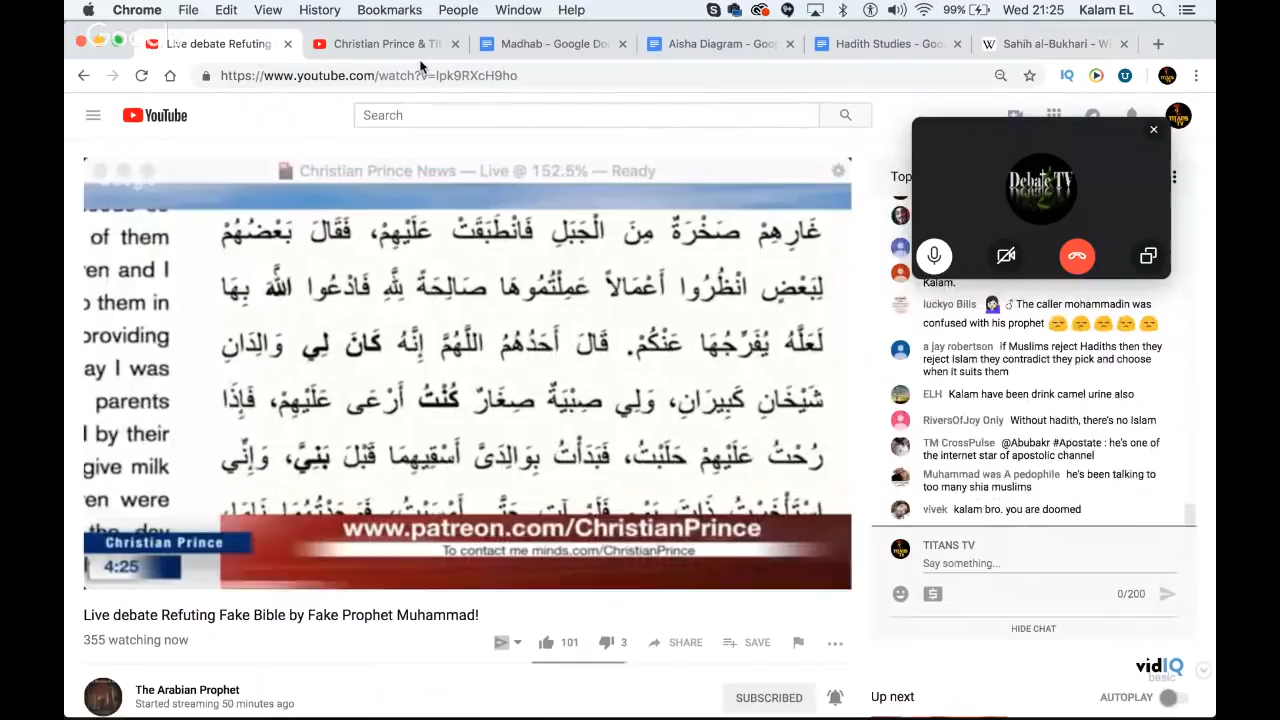 Chrome File Edit View History Bookmarks People Window Help 99% Wed 21:25 Kalam EL
Live debate Refuting Christian Prince & Tit Madhab - Google Do Aisha Diagram - Goo Hadith Studies - Goo Sahih al-Bukhari - Wi
https://www.youtube.com/watch?v=lpk9RXcH9ho
YouTube
Search
Christian Prince News — Live @ 152.5% — Ready
of them
ren and I
o them in
providing
ay I was
parents
l by their
give milk
en were
the day
غَارِهِمْ صَخْرَةٌ مِنَ الْجَبَلِ فَانْطَبَقَتْ عَلَيْهِمْ، فَقَالَ بَعْضُهُمْ
لِبَعْضٍ انْظُرُوا أَعْمَالاً عَمِلْتُمُوهَا صَالِحَةً لِلَّهِ فَادْعُوا اللَّهَ بِهَا
لَعَلَّهُ يُفَرِّجُهَا عَنْكُمْ. قَالَ أَحَدُهُمُ اللَّهُمَّ إِنَّهُ كَانَ لِي وَالِدَانِ
شَيْخَانِ كَبِيرَانِ، وَلِي صِبْيَةٌ صِغَارٌ كُنْتُ أَرْعَى عَلَيْهِمْ، فَإِذَا
رُحْتُ عَلَيْهِمْ حَلَبْتُ، فَبَدَأْتُ بِوَالِدَىَّ أَسْقِيهِمَا قَبْلَ بَنِيَّ، وَإِنِّي
www.patreon.com/ChristianPrince
To contact me minds.com/ChristianPrince
Christian Prince
4:25
Live debate Refuting Fake Bible by Fake Prophet Muhammad!
355 watching now
101 3 SHARE SAVE
The Arabian Prophet
Started streaming 50 minutes ago
SUBSCRIBED
Top
Debate TV
Kalam.
luckyo Bills The caller mohammadin was
confused with his prophet
a jay robertson if Muslims reject Hadiths then they
reject Islam they contradict they pick and choose
when it suits them
ELH Kalam have been drink camel urine also
RiversOfJoy Only Without hadith, there's no Islam
TM CrossPulse @Abubakr #Apostate : he's one of
the internet star of apostolic channel
Muhammad was A pedophile he's been talking to
too many shia muslims
vivek kalam bro. you are doomed
TITANS TV
Say something...
0/200
HIDE CHAT
vidIQ
basic
Up next AUTOPLAY